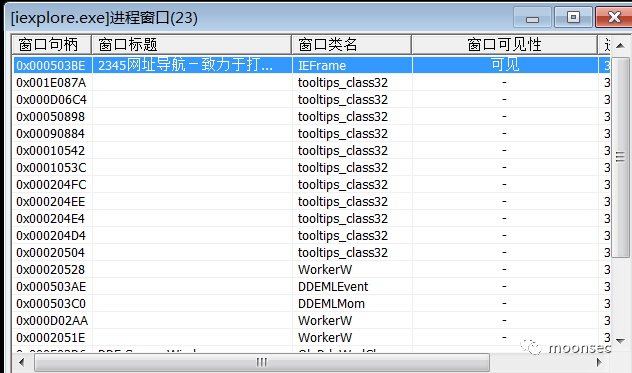 [iexplore.exe]进程窗口(23)
窗口句柄 窗口标题 窗口类名 窗口可见性
0x000503BE 2345网址导航－致力于打... IEFrame 可见 3
0x001E087A tooltips_class32 - 3
0x000D06C4 tooltips_class32 - 3
0x00050898 tooltips_class32 - 3
0x00090884 tooltips_class32 - 3
0x00010542 tooltips_class32 - 3
0x0001053C tooltips_class32 - 3
0x000204FC tooltips_class32 - 3
0x000204EE tooltips_class32 - 3
0x000204E4 tooltips_class32 - 3
0x000204D4 tooltips_class32 - 3
0x00020504 tooltips_class32 - 3
0x00020528 WorkerW - 3
0x000503AE DDEMLEvent - 3
0x000503C0 DDEMLMom - 3
0x000D02AA WorkerW - 3
0x0002051E WorkerW - 3
moonsec